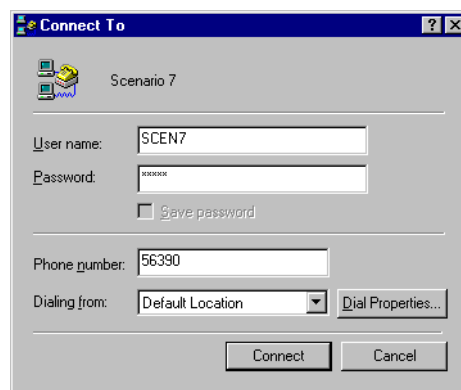 Connect To
Scenario 7
User name: SCEN7
Password: xxxxx
Save password
Phone number: 56390
Dialing from: Default Location Dial Properties...
Connect Cancel